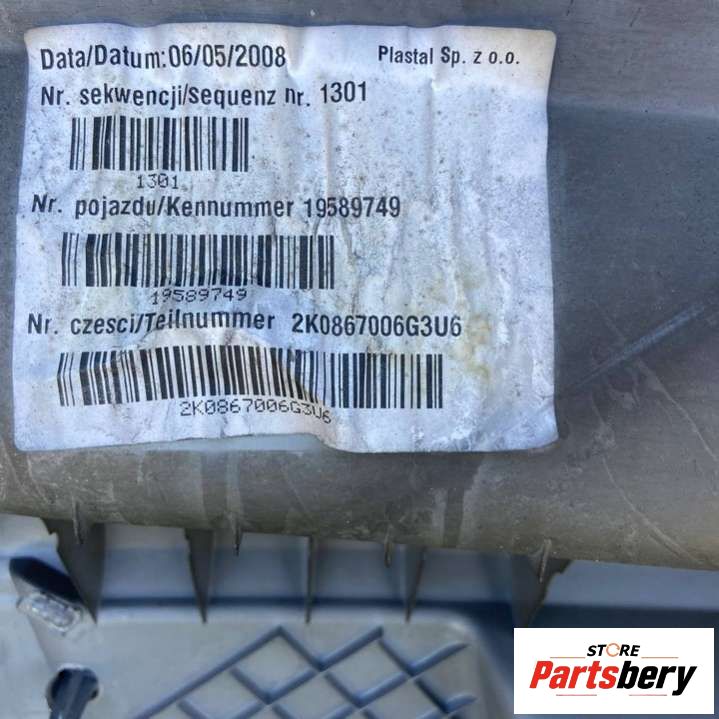 Data/Datum:06/05/2008 Plastal Sp. z o.o.
Nr. sekwencji/sequenz nr. 1301
1301
Nr. pojazdu/Kennummer 19589749
19589749
Nr. czesci/Teilnummer 2K0867006G3U6
2K0867006G3U6
STORE
Partsbery